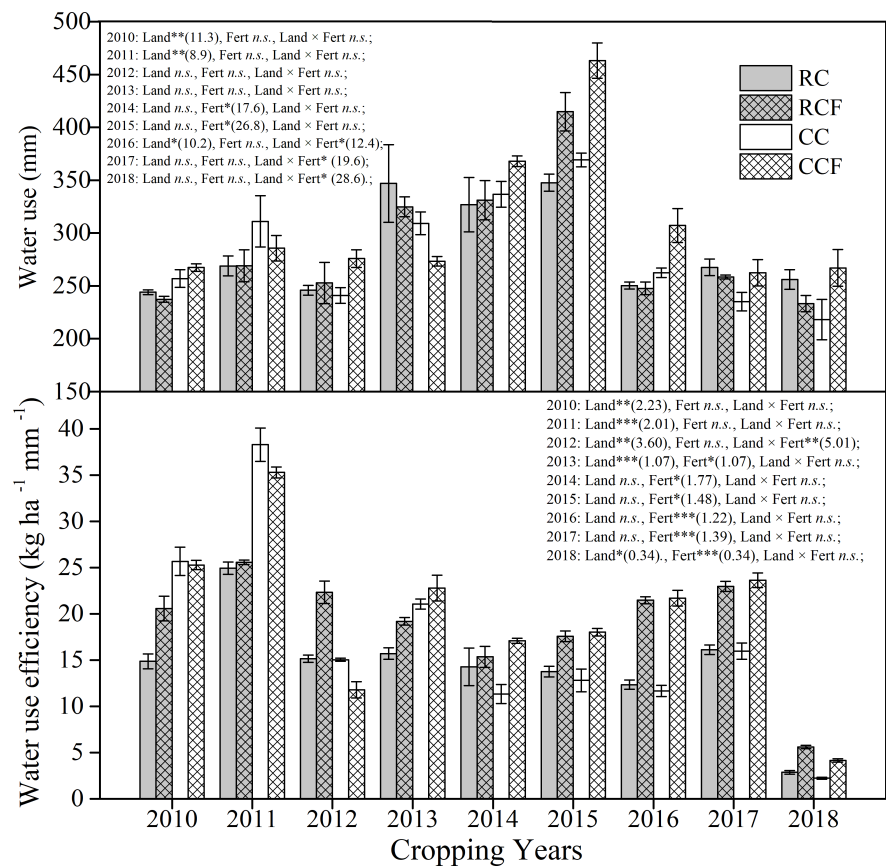 500
450
400
350
300
250
200
150
Water use (mm)
2010: Land**(11.3), Fert n.s., Land × Fert n.s.;
2011: Land**(8.9), Fert n.s., Land × Fert n.s.;
2012: Land n.s., Fert n.s., Land × Fert n.s.;
2013: Land n.s., Fert n.s., Land × Fert n.s.;
2014: Land n.s., Fert*(17.6), Land × Fert n.s.;
2015: Land n.s., Fert*(26.8), Land × Fert n.s.;
2016: Land*(10.2), Fert n.s., Land × Fert*(12.4);
2017: Land n.s., Fert n.s., Land × Fert* (19.6);
2018: Land n.s., Fert n.s., Land × Fert* (28.6).;
RC
RCF
CC
CCF
40
35
30
25
20
15
10
5
0
Water use efficiency (kg ha -1 mm -1)
2010: Land**(2.23), Fert n.s., Land × Fert n.s.;
2011: Land***(2.01), Fert n.s., Land × Fert n.s.;
2012: Land**(3.60), Fert n.s., Land × Fert**(5.01);
2013: Land***(1.07), Fert*(1.07), Land × Fert n.s.;
2014: Land n.s., Fert*(1.77), Land × Fert n.s.;
2015: Land n.s., Fert*(1.48), Land × Fert n.s.;
2016: Land n.s., Fert***(1.22), Land × Fert n.s.;
2017: Land n.s., Fert***(1.39), Land × Fert n.s.;
2018: Land*(0.34)., Fert***(0.34), Land × Fert n.s.;
2010 2011 2012 2013 2014 2015 2016 2017 2018
Cropping Years